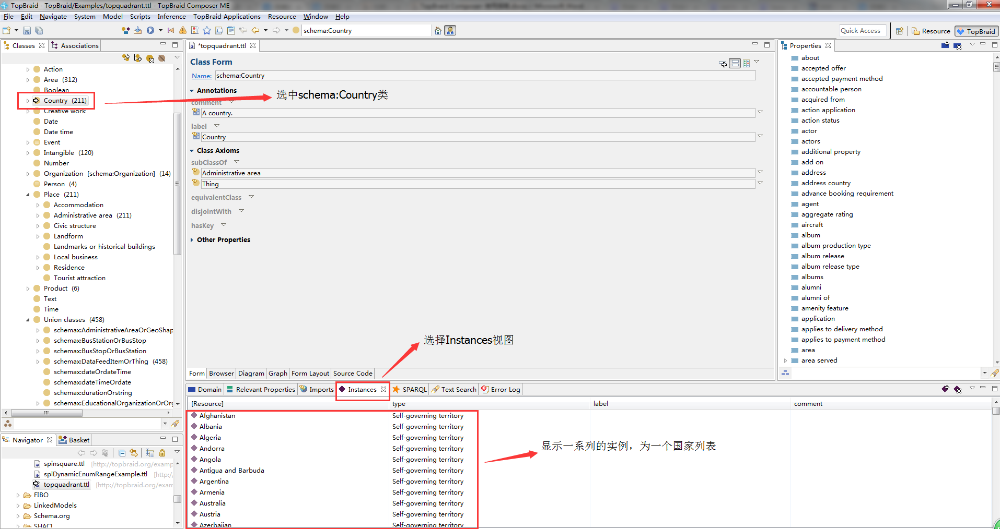 TopBraid - TopBraid/Examples/topquadrant.ttl - TopBraid Composer ME
File Edit Navigate System Model Scripts Inference TopBraid Applications Resource Window Help
schema:Country
Quick Access
Resource
TopBraid
Classes
Associations
Action
Area (312)
Boolean
Country (211)
Creative work
Date
Date time
Event
Intangible (120)
Number
Organization [schema:Organization] (14)
Person (4)
Place (211)
Accommodation
Administrative area (211)
Civic structure
Landform
Landmarks or historical buildings
Local business
Residence
Tourist attraction
Product (6)
Text
Time
Union classes (458)
schemax:AdministrativeAreaOrGeoShap
schemax:BusStationOrBusStop
schemax:BusStopOrBusStation
schemax:DataFeedItemOrThing (458)
schemax:dateOrdateTime
schemax:dateTimeOrdate
schemax:durationOrstring
schemax:EducationalOrganizationOrOrg
Navigator
Basket
spinsquare.ttl [http://topbraid.org/examp
splDynamicEnumRangeExample.ttl [http:/
topquadrant.ttl [http://topbraid.org/exam
FIBO
LinkedModels
Schema.org
SHACL
*topquadrant.ttl
Class Form
Name: schema:Country
Annotations
选中schema:Country类
comment
A country.
label
Country
Class Axioms
subClassOf
Administrative area
Thing
equivalentClass
disjointWith
hasKey
Other Properties
选择Instances视图
Form Browser Diagram Graph Form Layout Source Code
Domain Relevant Properties Imports Instances SPARQL Text Search Error Log
[Resource] type label comment
Afghanistan Self-governing territory
Albania Self-governing territory
Algeria Self-governing territory
Andorra Self-governing territory
Angola Self-governing territory
Antigua and Barbuda Self-governing territory
Argentina Self-governing territory
Armenia Self-governing territory
Australia Self-governing territory
Austria Self-governing territory
Azerbaijan Self-governing territory
显示一系列的实例，为一个国家列表
Properties
about
accepted offer
accepted payment method
accountable person
acquired from
action application
action status
actor
actors
additional property
add on
address
address country
advance booking requirement
agent
aggregate rating
aircraft
album
album production type
album release
album release type
albums
alumni
alumni of
amenity feature
application
applies to delivery method
applies to payment method
area
area served